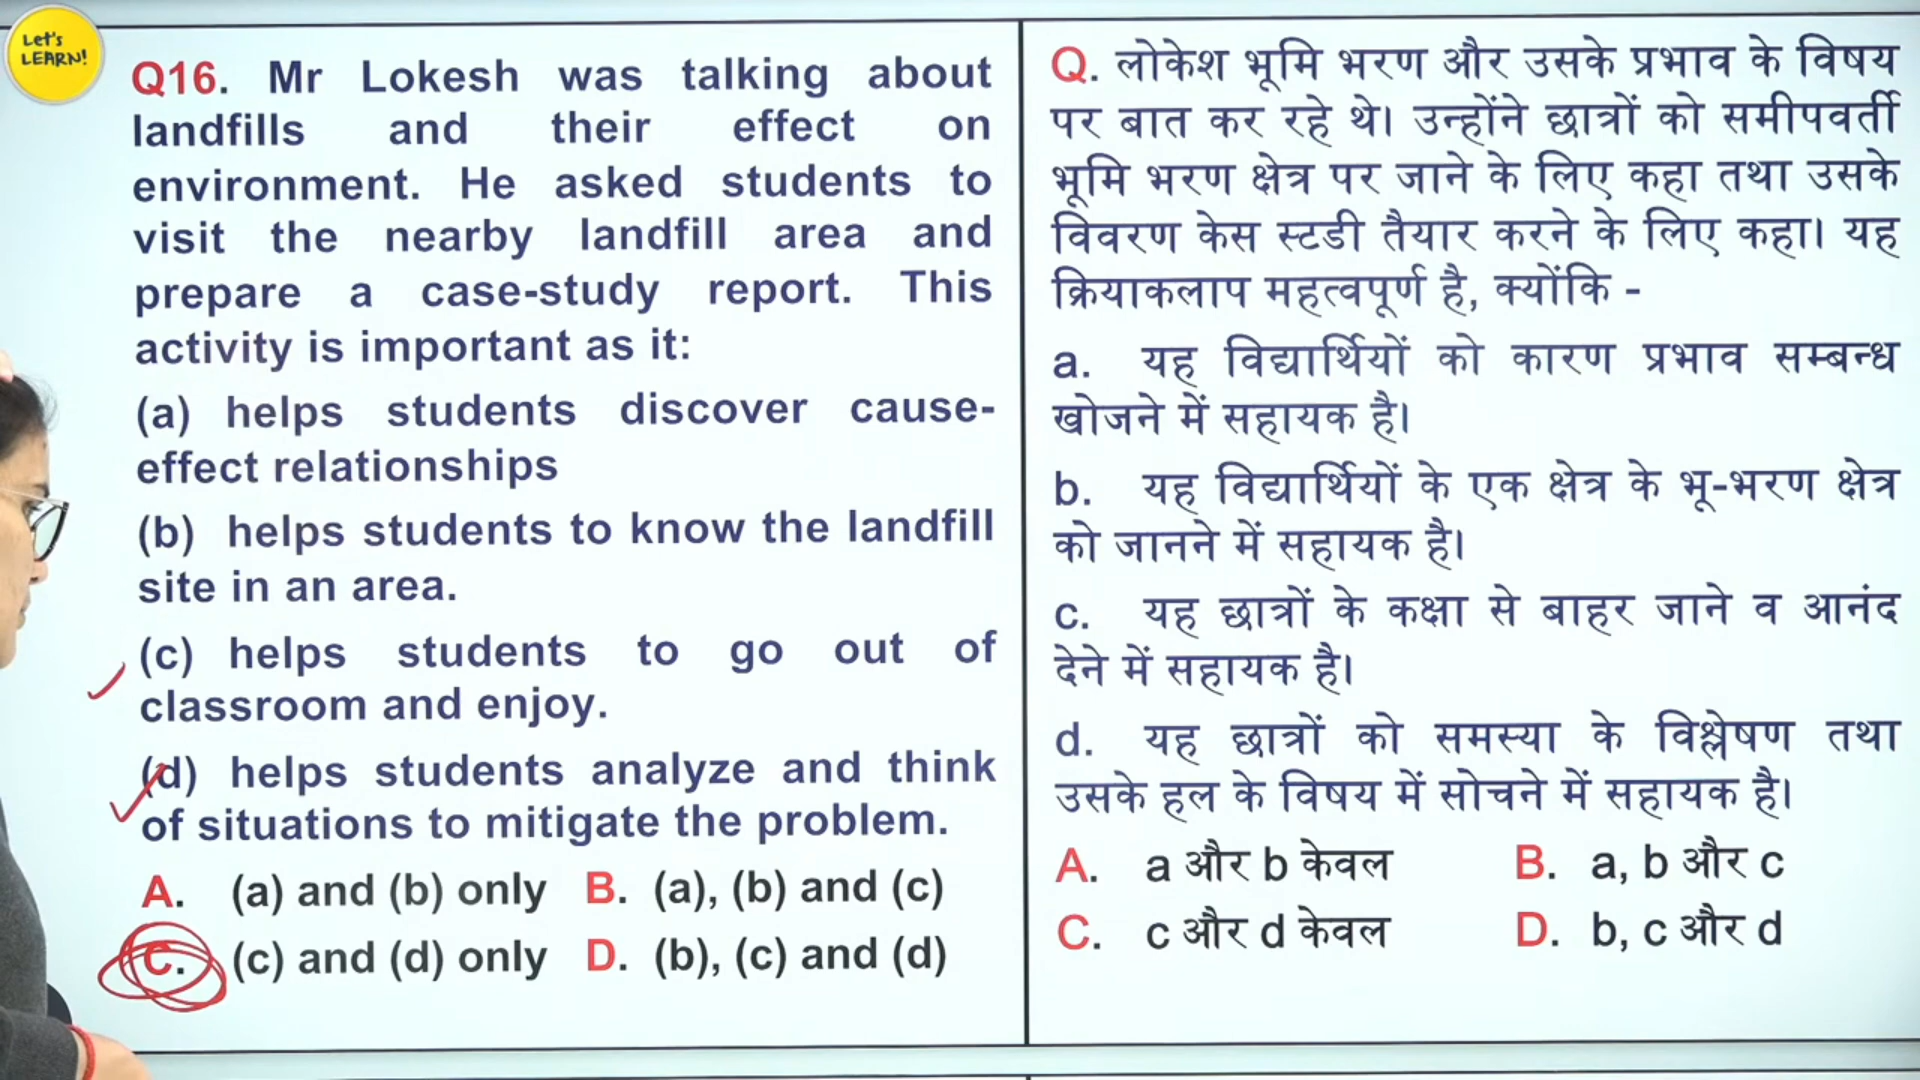 Let's
LEARN!
Q16. Mr Lokesh was talking about
landfills and their effect on
environment. He asked students to
visit the nearby landfill area and
prepare a case-study report. This
activity is important as it:
(a) helps students discover cause-
effect relationships
(b) helps students to know the landfill
site in an area.
(c) helps students to go out of
classroom and enjoy.
(d) helps students analyze and think
of situations to mitigate the problem.
A. (a) and (b) only B. (a), (b) and (c)
C. (c) and (d) only D. (b), (c) and (d)
Q. लोकेश भूमि भरण और उसके प्रभाव के विषय
पर बात कर रहे थे। उन्होंने छात्रों को समीपवर्ती
भूमि भरण क्षेत्र पर जाने के लिए कहा तथा उसके
विवरण केस स्टडी तैयार करने के लिए कहा। यह
क्रियाकलाप महत्वपूर्ण है, क्योंकि -
a. यह विद्यार्थियों को कारण प्रभाव सम्बन्ध
खोजने में सहायक है।
b. यह विद्यार्थियों के एक क्षेत्र के भू-भरण क्षेत्र
को जानने में सहायक है।
c. यह छात्रों के कक्षा से बाहर जाने व आनंद
देने में सहायक है।
d. यह छात्रों को समस्या के विश्लेषण तथा
उसके हल के विषय में सोचने में सहायक है।
A. a और b केवल B. a, b और c
C. c और d केवल D. b, c और d